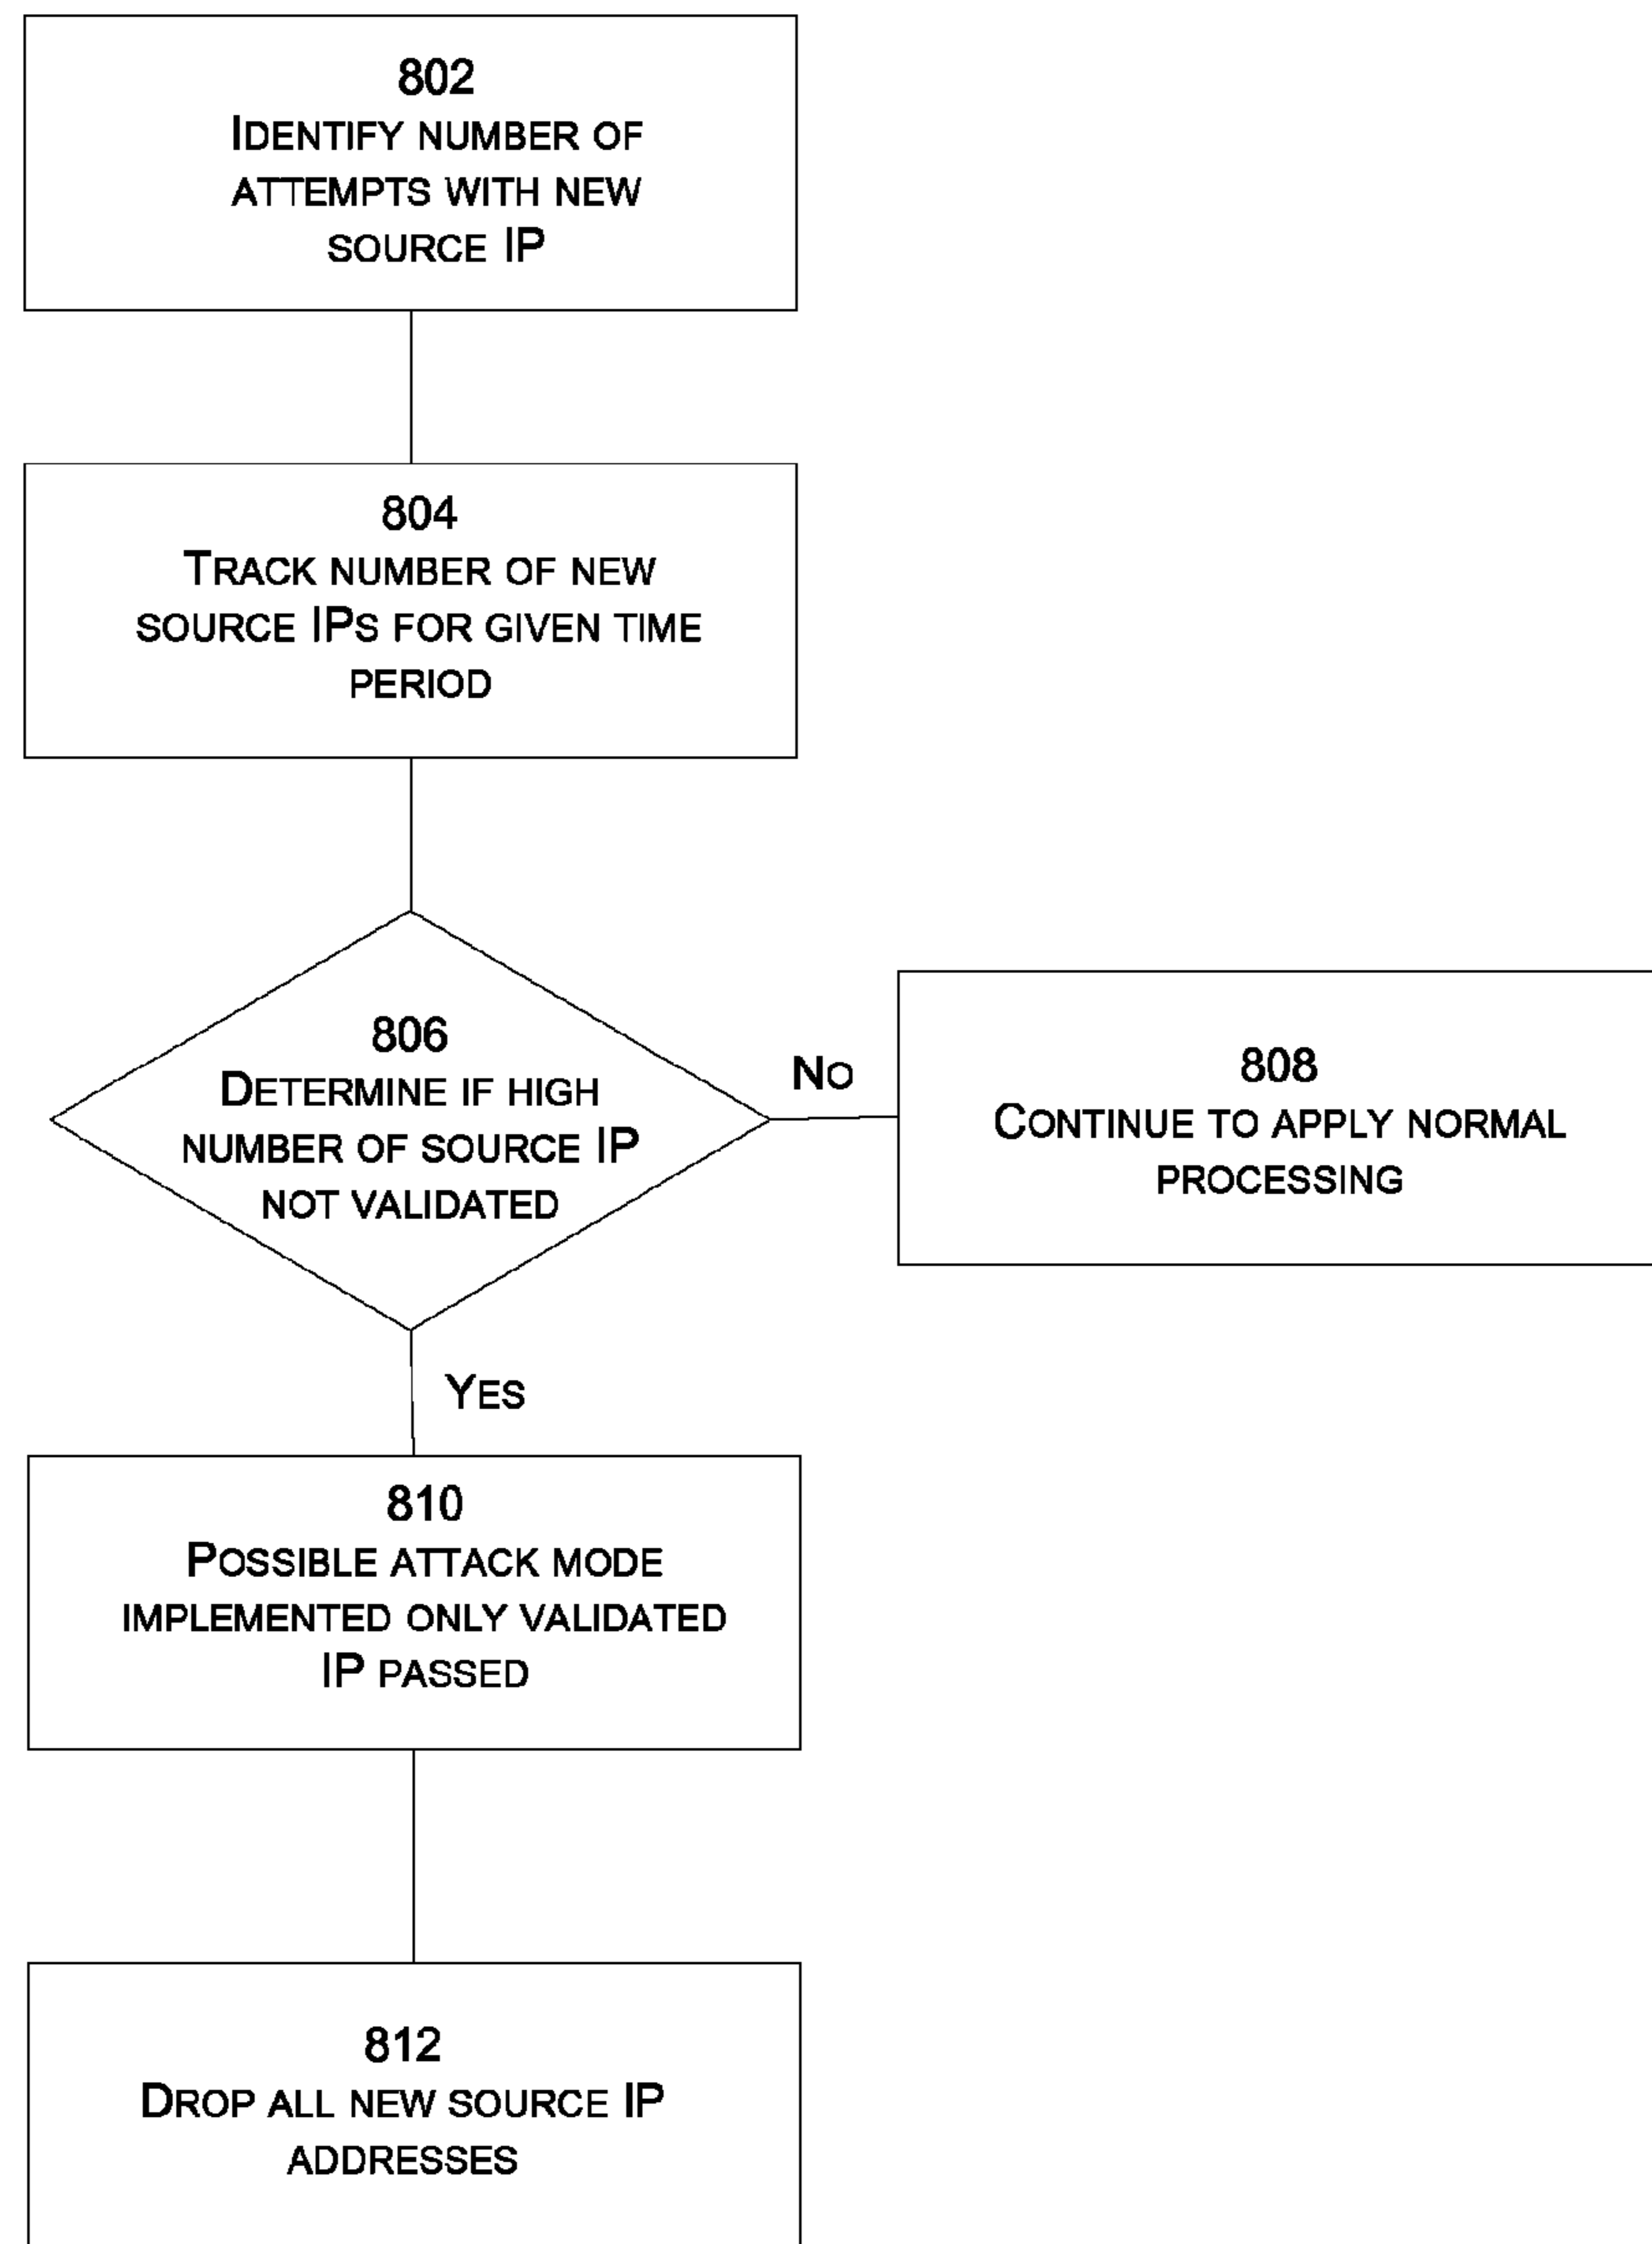 802
IDENTIFY NUMBER OF
ATTEMPTS WITH NEW
SOURCE IP
804
TRACK NUMBER OF NEW
SOURCE IPS FOR GIVEN TIME
PERIOD
806
DETERMINE IF HIGH
NUMBER OF SOURCE IP
NOT VALIDATED
NO
808
CONTINUE TO APPLY NORMAL
PROCESSING
YES
810
POSSIBLE ATTACK MODE
IMPLEMENTED ONLY VALIDATED
IP PASSED
812
DROP ALL NEW SOURCE IP
ADDRESSES